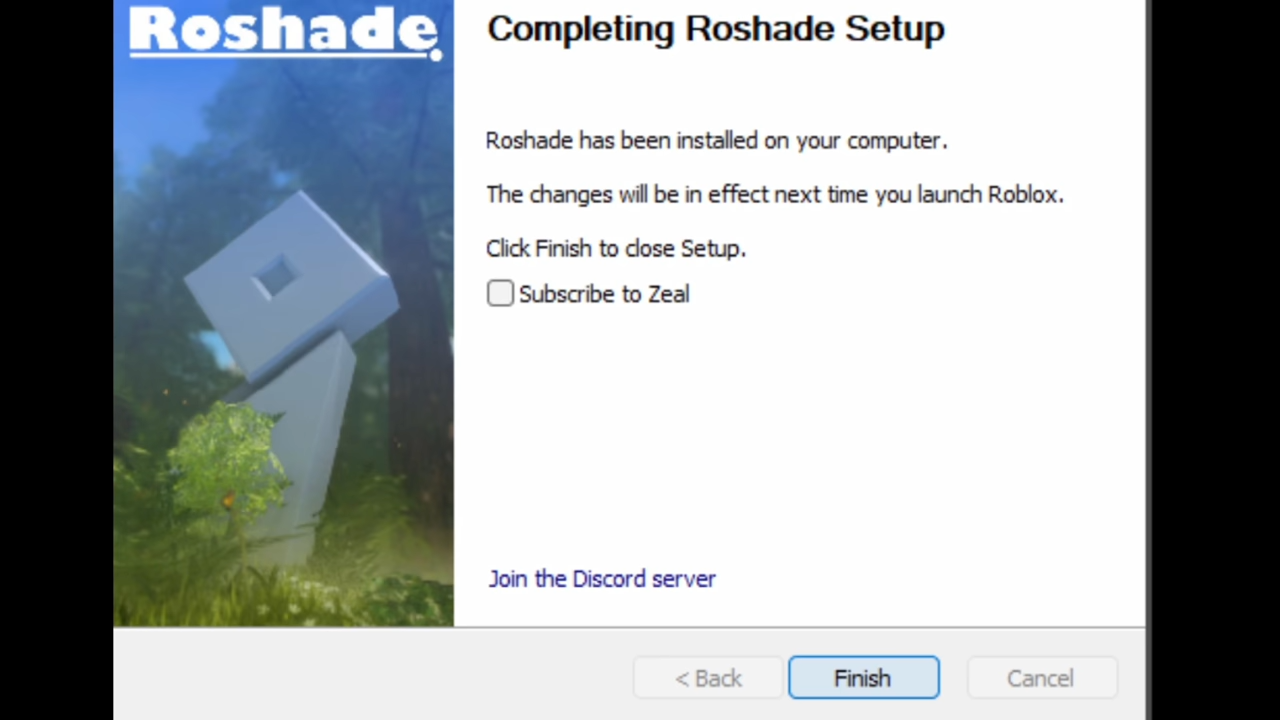 Roshade
Completing Roshade Setup
Roshade has been installed on your computer.
The changes will be in effect next time you launch Roblox.
Click Finish to close Setup.
Subscribe to Zeal
Join the Discord server
< Back
Finish
Cancel